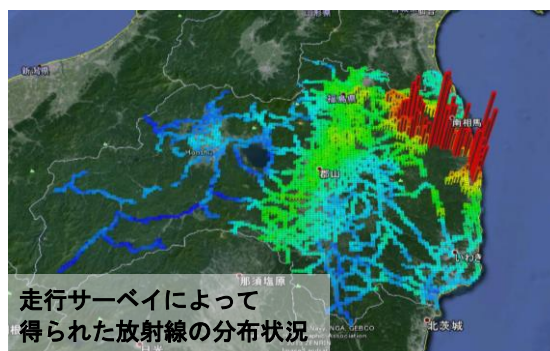 新潟県
福島県
南相馬
郡山
いわき
那須塩原
北茨城
走行サーベイによって
得られた放射線の分布状況